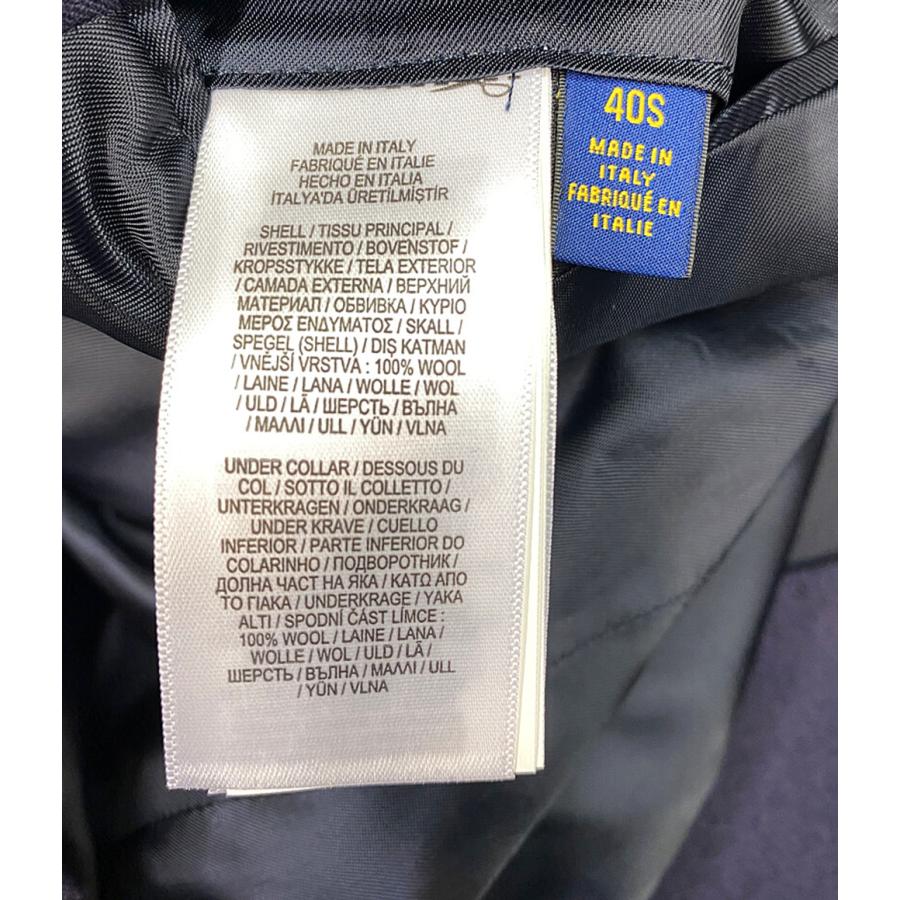 MADE IN ITALY
FABRIQUÉ EN ITALIE
HECHO EN ITALIA
İTALYA'DA ÜRETİLMİŞTİR
SHELL / TISSU PRINCIPAL /
RIVESTIMENTO / BOVENSTOF /
KROPSSTYKKE / TELA EXTERIOR
/ CAMADA EXTERNA / ВЕРХНИЙ
МАТЕРИАЛ / ОБВИВКА / ΚΥΡΙΟ
ΜΕΡΟΣ ΕΝΔΥΜΑΤΟΣ / SKALL /
SPEGEL (SHELL) / DIŞ KATMAN
/ VNĚJŠÍ VRSTVA : 100% WOOL
/ LAINE / LANA / WOLLE / WOL
/ ULD / LÃ / ШЕРСТЬ / ВЪЛНА
/ ΜΑΛΛΙ / ULL / YÜN / VLNA
UNDER COLLAR / DESSOUS DU
COL / SOTTO IL COLLETTO /
UNTERKRAGEN / ONDERKRAAG /
UNDER KRAVE / CUELLO
INFERIOR / PARTE INFERIOR DO
COLARINHO / ПОДВОРОТНИК /
ДОЛНА ЧАСТ НА ЯКА / ΚΑΤΩ ΑΠΟ
ΤΟ ΓΙΑΚΑ / UNDERKRAGE / YAKA
ALTI / SPODNÍ ČÁST LÍMCE :
100% WOOL / LAINE / LANA /
WOLLE / WOL / ULD / LÃ /
ШЕРСТЬ / ВЪЛНА / ΜΑΛΛΙ / ULL
/ YÜN / VLNA
40S
MADE IN
ITALY
FABRIQUÉ EN
ITALIE